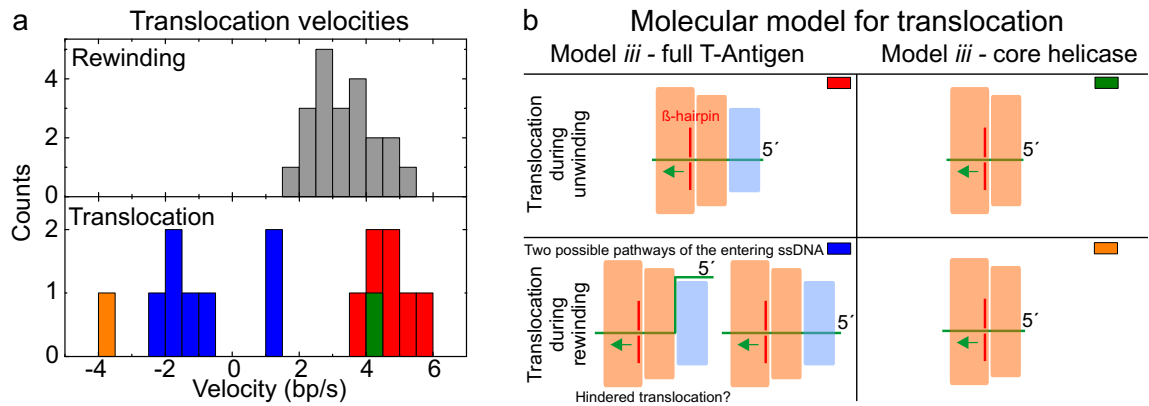 a
Translocation velocities
Rewinding
4
2
0
Translocation
2
1
0
Counts
-4
-2
0
2
4
6
Velocity (bp/s)
b
Molecular model for translocation
Model iii - full T-Antigen
Model iii - core helicase
Translocation
during
unwinding
ß-hairpin
5´
5´
Translocation
during
rewinding
Two possible pathways of the entering ssDNA
5´
5´
5´
Hindered translocation?